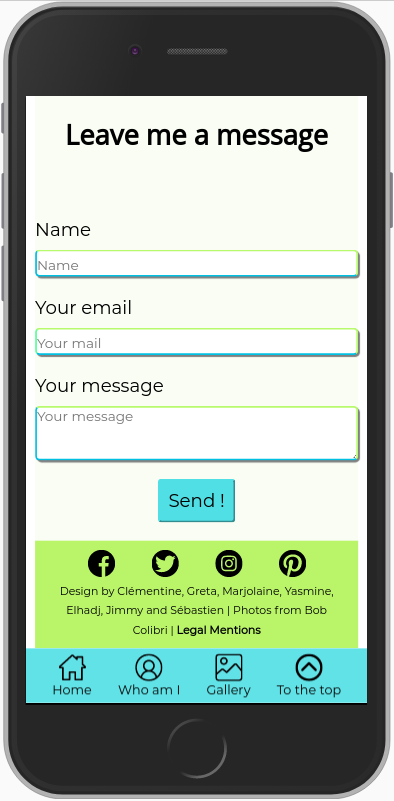 Leave me a message
Name
Name
Your email
Your mail
Your message
Your message
Send !
Design by Clémentine, Greta, Marjolaine, Yasmine,
Elhadj, Jimmy and Sébastien | Photos from Bob
Colibri | Legal Mentions
Home Who am I Gallery To the top